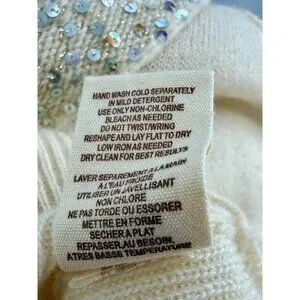 HAND WASH COLD SEPARATELY
IN MILD DETERGENT
USE ONLY NON-CHLORINE
BLEACH AS NEEDED
DO NOT TWIST/WRING
RESHAPE AND LAY FLAT TO DRY
LOW IRON AS NEEDED
DRY CLEAN FOR BEST RESULTS
LAVER SEPAREMENT A LA MAIN
A L'EAU FROIDE
UTILISER UN JAVELLISANT
NON CHLORE
NE PAS TORDE OU ESSORER
METTRE EN FORME
SECHER A PLAT
REPASSER, AU BESOIN,
A TRES BASSE TEMPERATURE